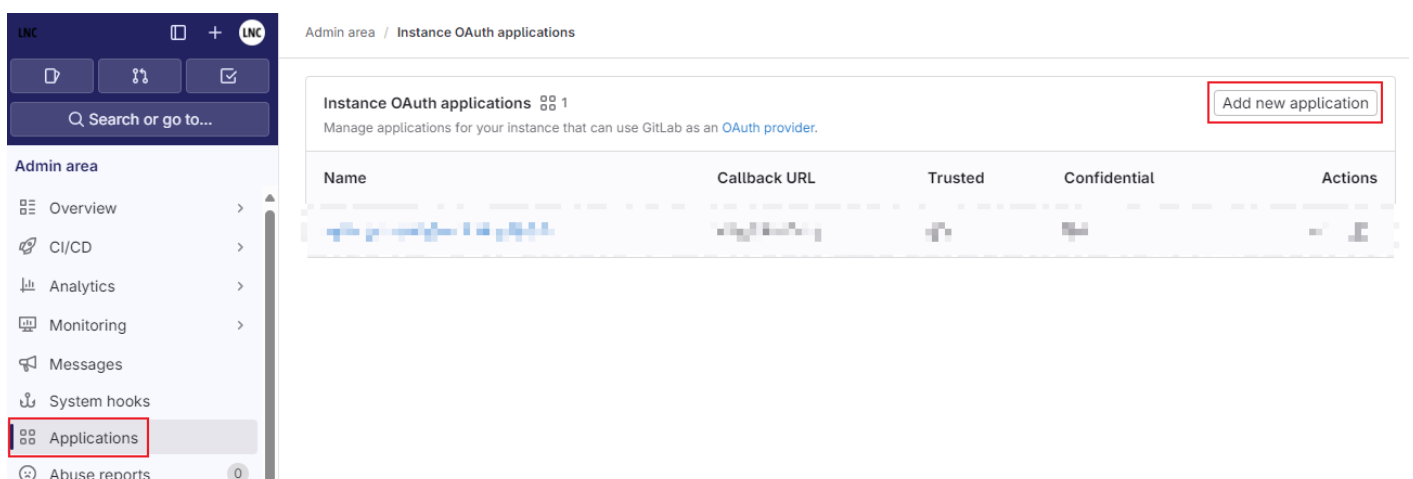 LNC
LNC
Search or go to...
Admin area
Overview
CI/CD
Analytics
Monitoring
Messages
System hooks
Applications
Abuse reports 0
Admin area / Instance OAuth applications
Instance OAuth applications 1
Add new application
Manage applications for your instance that can use GitLab as an OAuth provider.
Name Callback URL Trusted Confidential Actions